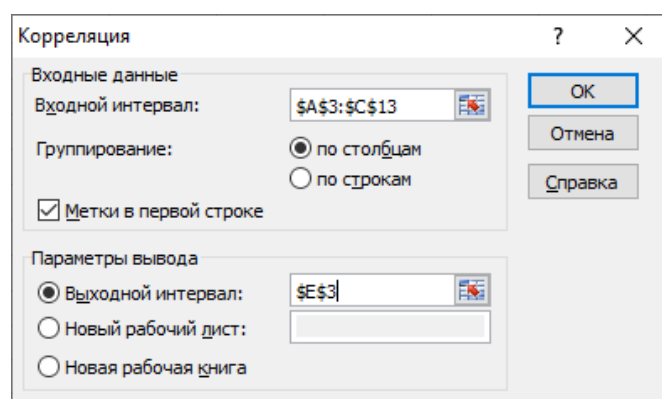 Корреляция ?
Входные данные
Входной интервал: $A$3:$C$13
Группирование: по столбцам
по строкам
Метки в первой строке
OK
Отмена
Справка
Параметры вывода
Выходной интервал: $E$3
Новый рабочий лист:
Новая рабочая книга